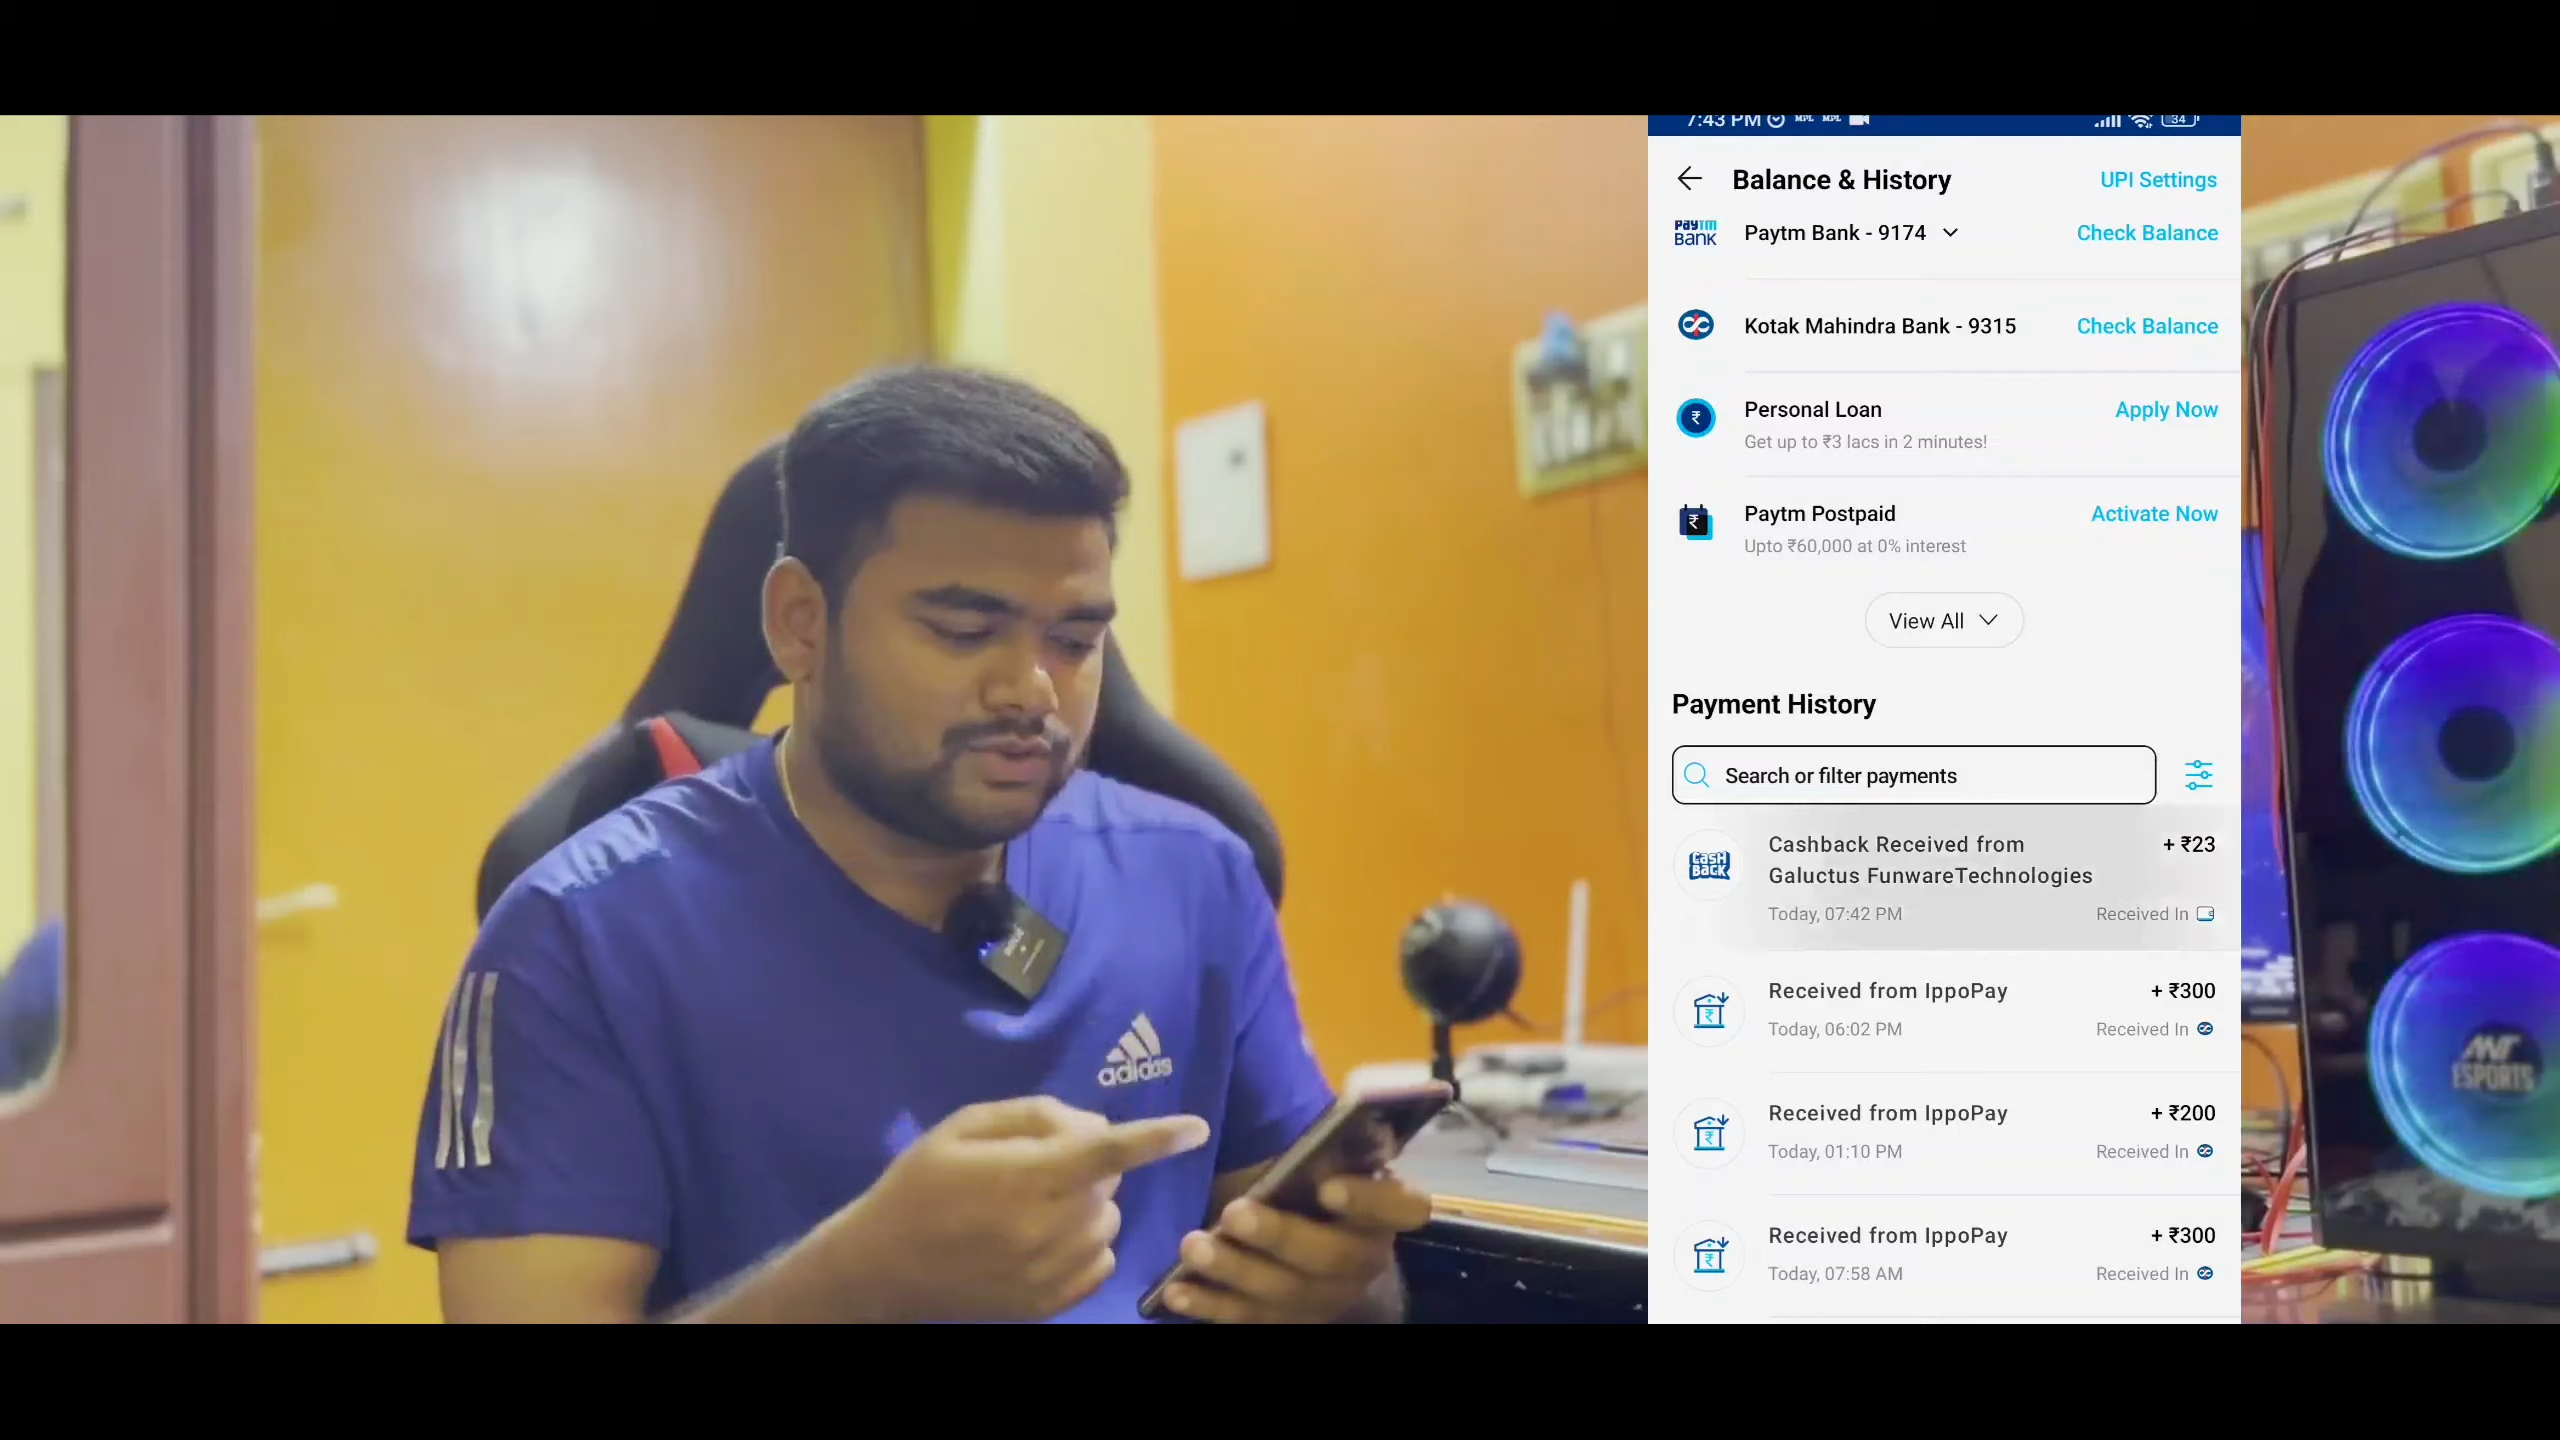 7:43 PM
34
Balance & History
UPI Settings
paytm
BANK
Paytm Bank - 9174
Check Balance
Kotak Mahindra Bank - 9315
Check Balance
Personal Loan
Apply Now
Get up to ₹3 lacs in 2 minutes!
Paytm Postpaid
Activate Now
Upto ₹60,000 at 0% interest
View All
Payment History
Search or filter payments
CASH
BACK
Cashback Received from
+ ₹23
Galuctus FunwareTechnologies
Today, 07:42 PM
Received In
Received from IppoPay
+ ₹300
Today, 06:02 PM
Received In
Received from IppoPay
+ ₹200
Today, 01:10 PM
Received In
Received from IppoPay
+ ₹300
Today, 07:58 AM
Received In
adidas
ANT
ESPORTS